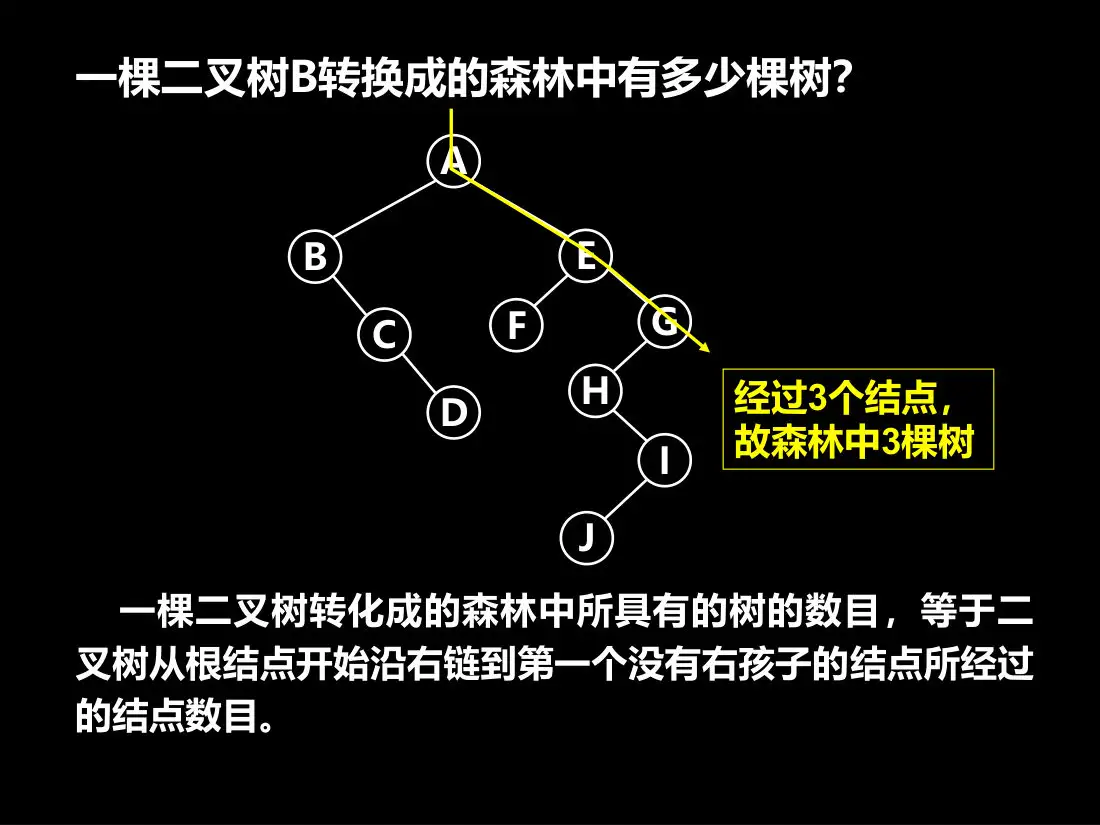 一棵二叉树B转换成的森林中有多少棵树?
A
B
E
C
F
G
D
H
I
J
经过3个结点，
故森林中3棵树
一棵二叉树转化成的森林中所具有的树的数目，等于二
叉树从根结点开始沿右链到第一个没有右孩子的结点所经过
的结点数目。